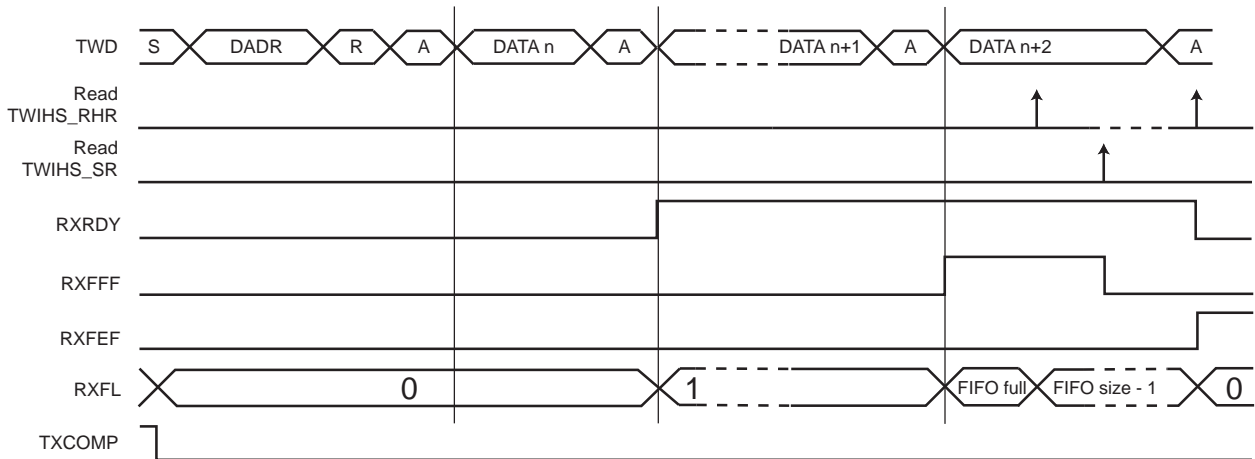 TWD S DADR R A DATA n A DATA n+1 A DATA n+2 A
Read
TWIHS_RHR
Read
TWIHS_SR
RXRDY
RXFFF
RXFEF
RXFL 0 1 FIFO full FIFO size - 1 0
TXCOMP